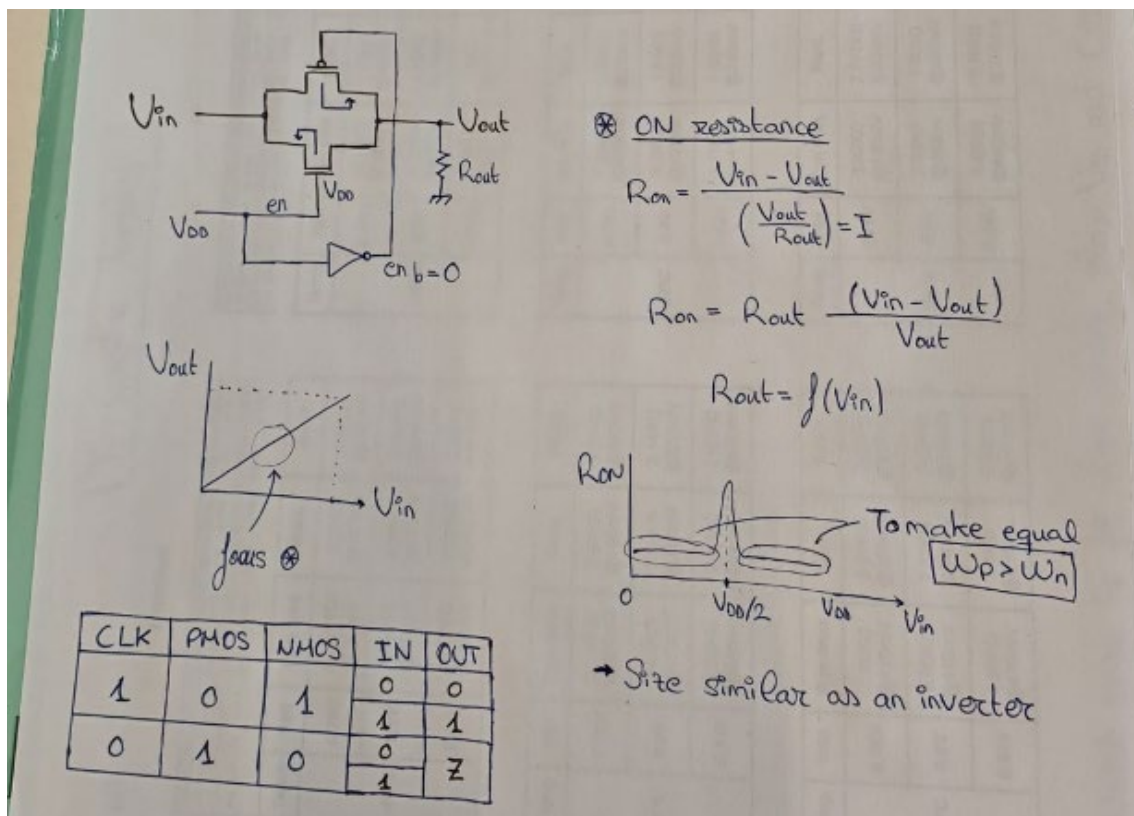 Vin
Vout
Rout
VDD
en
VDD
en b=0
Vout
Vin
focus ⊛
CLK PMOS NMOS IN OUT
1 0 1 0 0
1 1
0 1 0 0 Z
1
⊛ ON resistance
Ron = Vin - Vout / (Vout/Rout) = I
Ron = Rout (Vin - Vout) / Vout
Rout = f(Vin)
RON
To make equal
Wp > Wn
0 VDD/2 VDD Vin
→ Size similar as an inverter